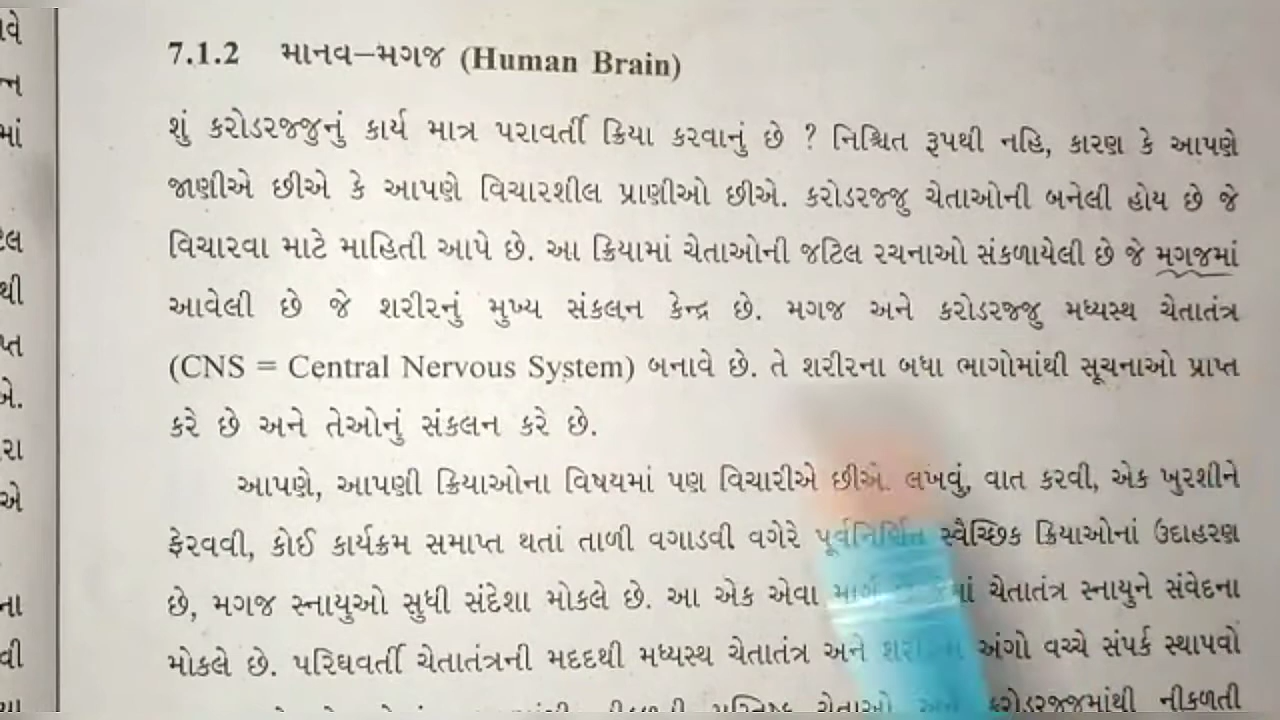 7.1.2 માનવ–મગજ (Human Brain)
શું કરોડરજ્જુનું કાર્ય માત્ર પરાવર્તી ક્રિયા કરવાનું છે ? નિશ્ચિત રૂપથી નહિ, કારણ કે આપણે
જાણીએ છીએ કે આપણે વિચારશીલ પ્રાણીઓ છીએ. કરોડરજ્જુ ચેતાઓની બનેલી હોય છે જે
વિચારવા માટે માહિતી આપે છે. આ ક્રિયામાં ચેતાઓની જટિલ રચનાઓ સંકળાયેલી છે જે મગજમાં
આવેલી છે જે શરીરનું મુખ્ય સંકલન કેન્દ્ર છે. મગજ અને કરોડરજ્જુ મધ્યસ્થ ચેતાતંત્ર
(CNS = Central Nervous System) બનાવે છે. તે શરીરના બધા ભાગોમાંથી સૂચનાઓ પ્રાપ્ત
કરે છે અને તેઓનું સંકલન કરે છે.
આપણે, આપણી ક્રિયાઓના વિષયમાં પણ વિચારીએ છીએ. લખવું, વાત કરવી, એક ખુરશીને
ફેરવવી, કોઈ કાર્યક્રમ સમાપ્ત થતાં તાળી વગાડવી વગેરે સ્વૈચ્છિક ક્રિયાઓનાં ઉદાહરણ
છે, મગજ સ્નાયુઓ સુધી સંદેશા મોકલે છે. આ એક એવા ચેતાતંત્ર સ્નાયુને સંવેદના
મોકલે છે. પરિઘવર્તી ચેતાતંત્રની મદદથી મધ્યસ્થ ચેતાતંત્ર અને અંગો વચ્ચે સંપર્ક સ્થાપવો
કરોડરજ્જુમાંથી નીકળતી